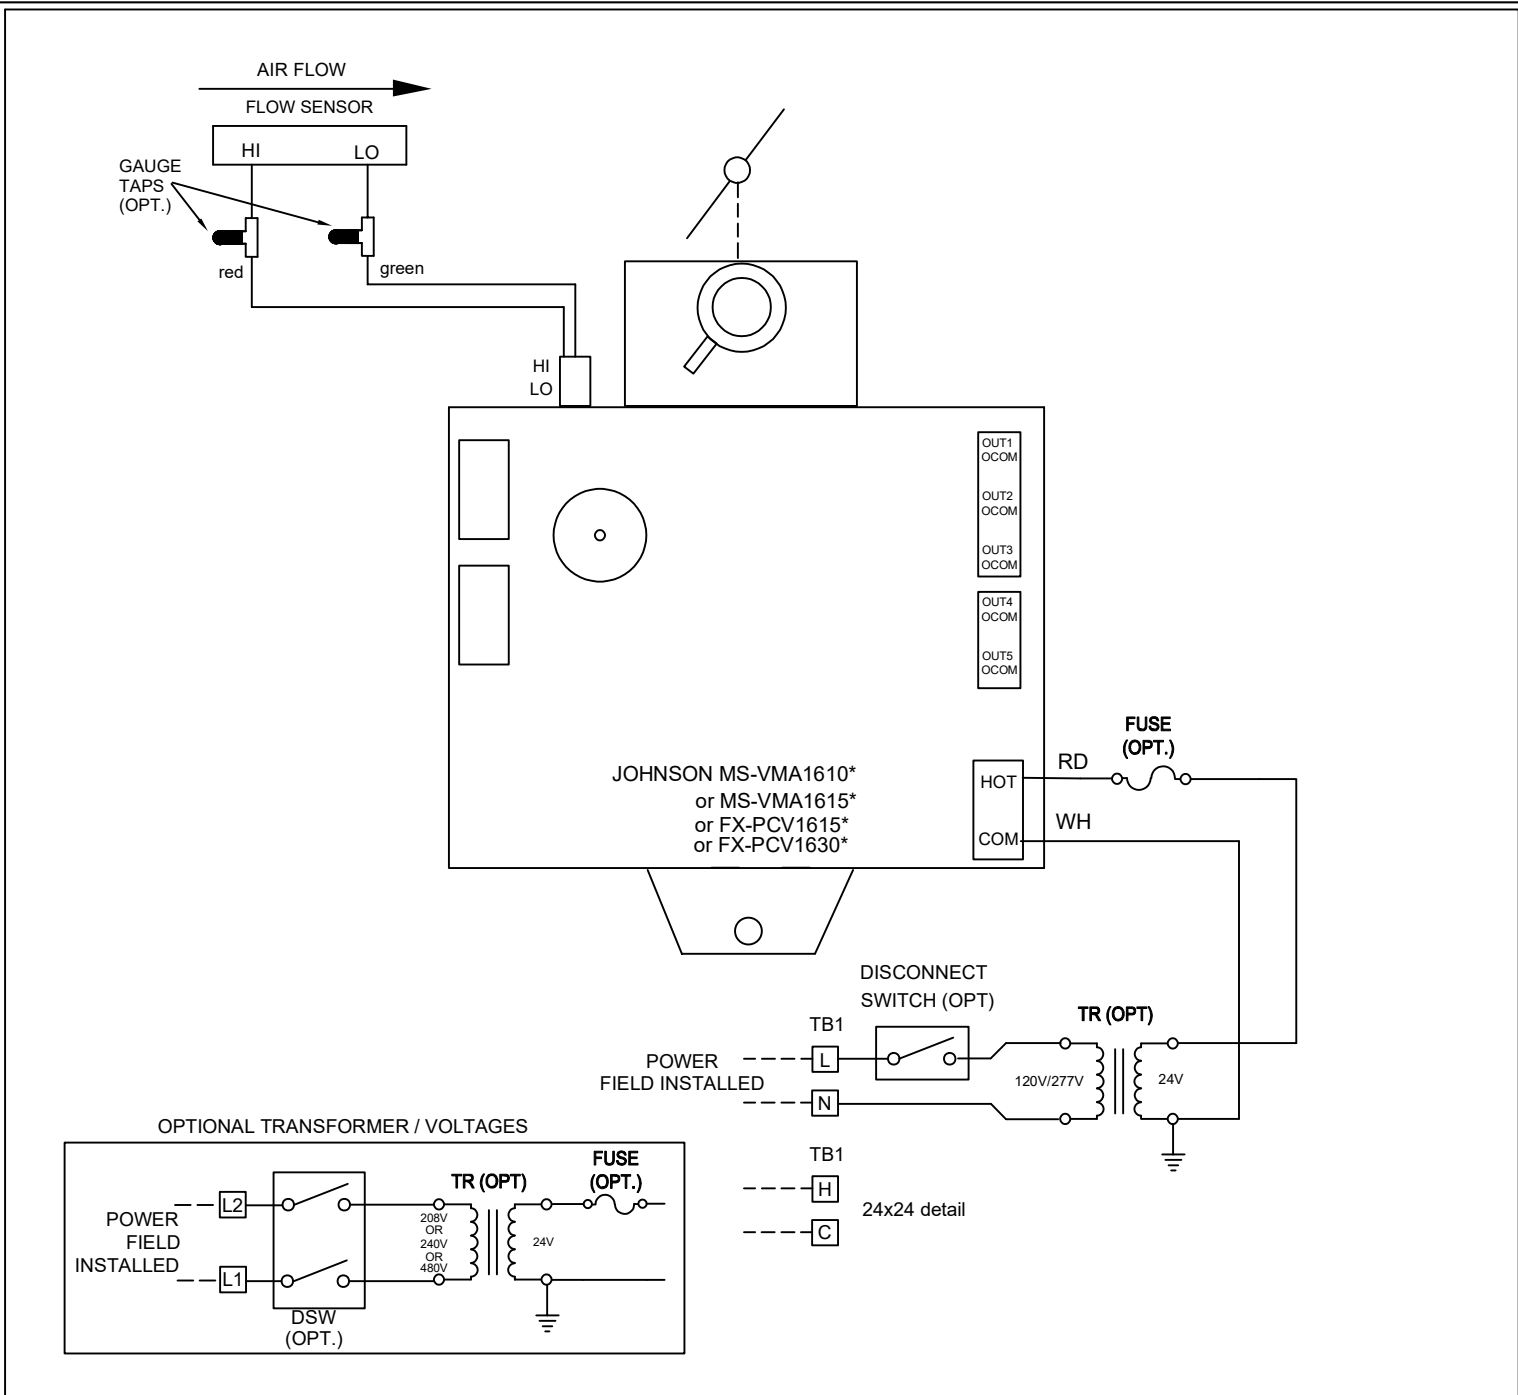 AIR FLOW
FLOW SENSOR
HI
LO
GAUGE
TAPS
(OPT.)
red
green
HI
LO
OUT1
OCOM
OUT2
OCOM
OUT3
OCOM
OUT4
OCOM
OUT5
OCOM
JOHNSON MS-VMA1610*
or MS-VMA1615*
or FX-PCV1615*
or FX-PCV1630*
HOT
COM
RD
WH
FUSE
(OPT.)
DISCONNECT
SWITCH (OPT)
TB1
L
N
POWER
FIELD INSTALLED
TR (OPT)
120V/277V
24V
TB1
H
C
24x24 detail
OPTIONAL TRANSFORMER / VOLTAGES
POWER
FIELD
INSTALLED
L2
L1
DSW
(OPT.)
TR (OPT)
208V
OR
240V
OR
480V
24V
FUSE
(OPT.)